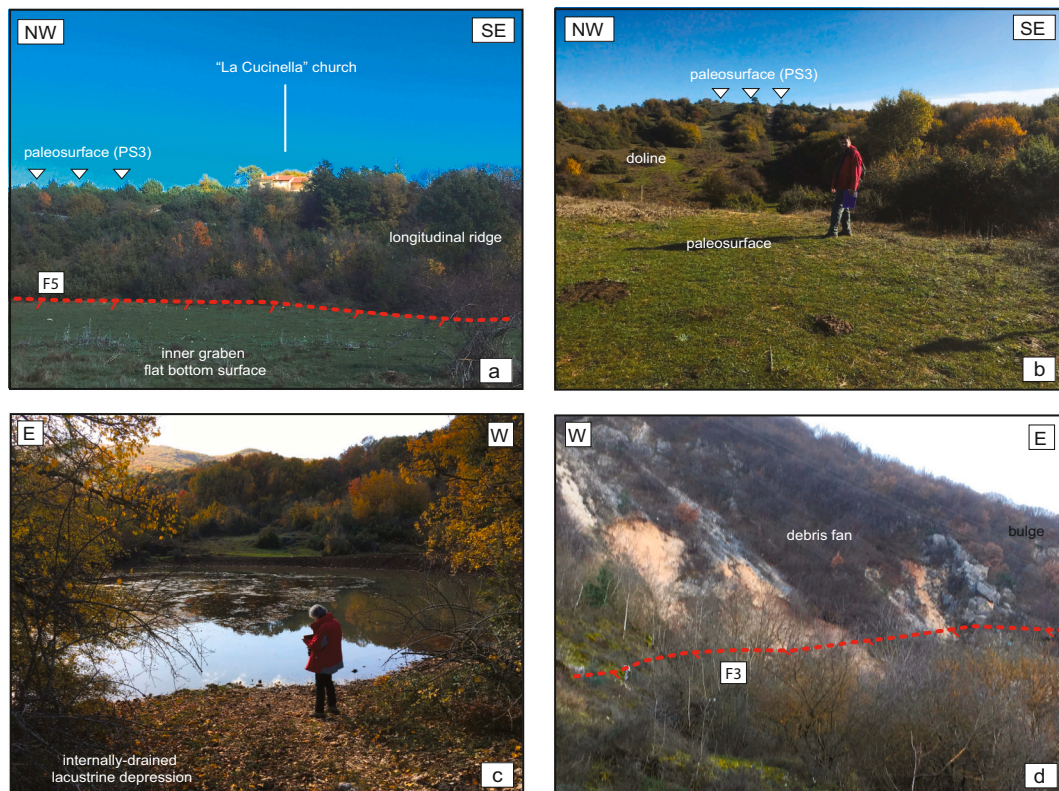 NW
SE
“La Cucinella” church
paleosurface (PS3)
longitudinal ridge
F5
inner graben
flat bottom surface
a
NW
SE
paleosurface (PS3)
doline
paleosurface
b
E
W
internally-drained
lacustrine depression
c
W
E
debris fan
bulge
F3
d